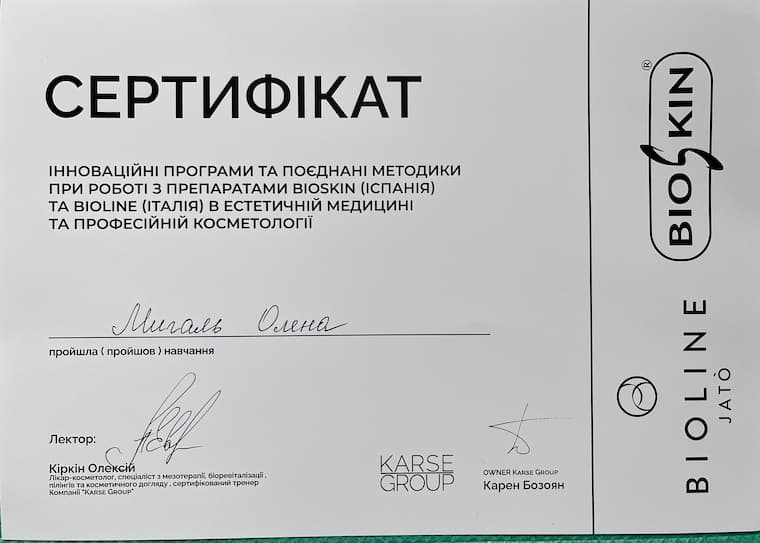 СЕРТИФІКАТ
ІННОВАЦІЙНІ ПРОГРАМИ ТА ПОЄДНАНІ МЕТОДИКИ
ПРИ РОБОТІ З ПРЕПАРАТАМИ BIOSKIN (ІСПАНІЯ)
ТА BIOLINE (ІТАЛІЯ) В ЕСТЕТИЧНІЙ МЕДИЦИНІ
ТА ПРОФЕСІЙНІЙ КОСМЕТОЛОГІЇ
Мигаль Олена
пройшла ( пройшов ) навчання
Лектор:
Кіркін Олексій
Лікар-косметолог, спеціаліст з мезотерапії, біоревіталізації ,
пілінгів та косметичного догляду , сертифікований тренер
Компанії "KARSE GROUP"
KARSE
GROUP
OWNER KARSE GROUP
Карен Бозоян
BIOSKIN®
BIOLINE
JATÒ